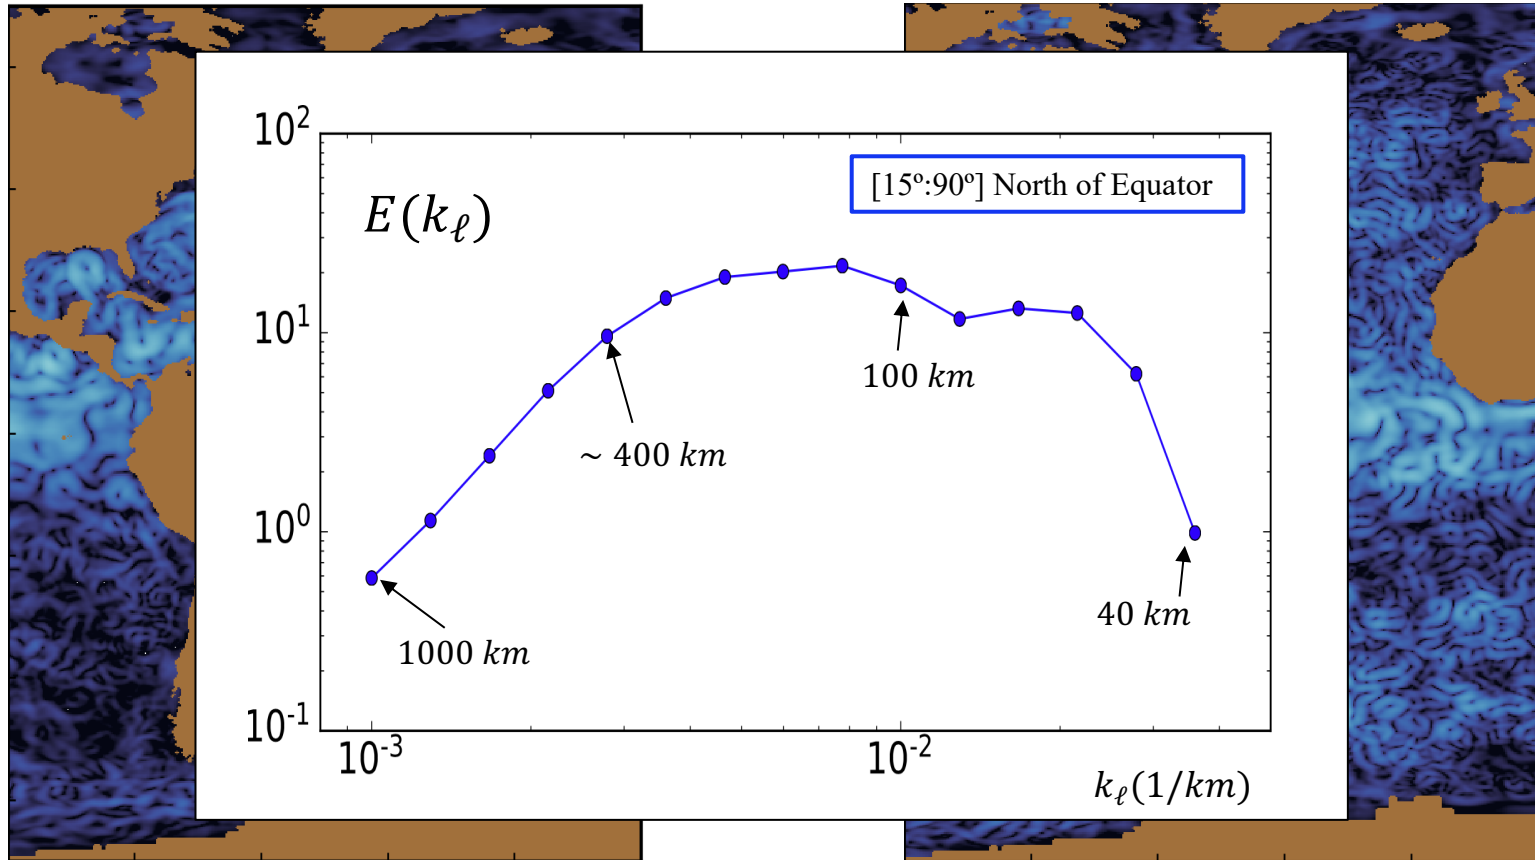 10²
[15º:90º] North of Equator
E(kℓ)
10¹
100 km
~ 400 km
10⁰
40 km
1000 km
10⁻¹
10⁻³
10⁻²
kℓ(1/km)